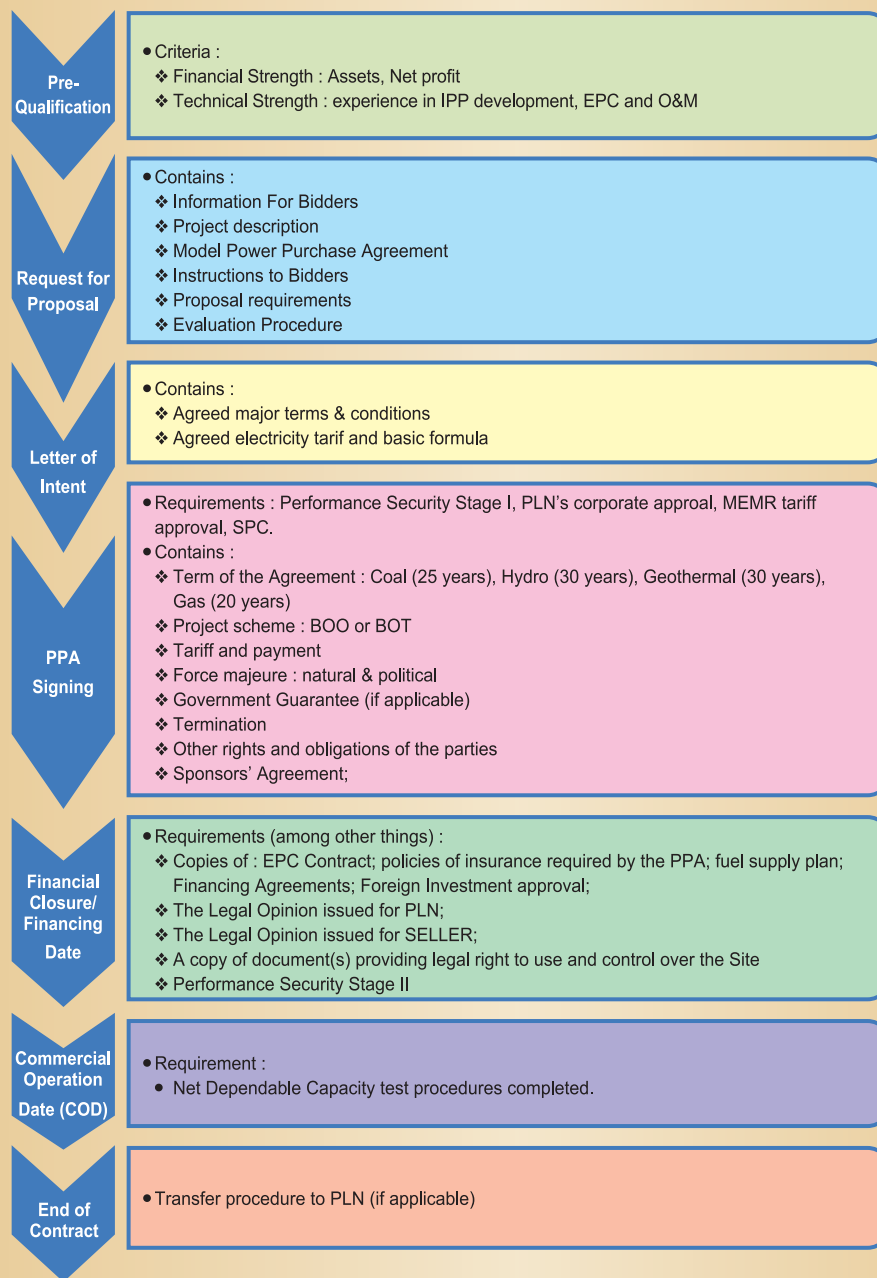 Pre-
Qualification
• Criteria :
❖ Financial Strength : Assets, Net profit
❖ Technical Strength : experience in IPP development, EPC and O&M
Request for
Proposal
• Contains :
❖ Information For Bidders
❖ Project description
❖ Model Power Purchase Agreement
❖ Instructions to Bidders
❖ Proposal requirements
❖ Evaluation Procedure
Letter of
Intent
• Contains :
❖ Agreed major terms & conditions
❖ Agreed electricity tarif and basic formula
PPA
Signing
• Requirements : Performance Security Stage I, PLN's corporate approal, MEMR tariff
approval, SPC.
• Contains :
❖ Term of the Agreement : Coal (25 years), Hydro (30 years), Geothermal (30 years),
Gas (20 years)
❖ Project scheme : BOO or BOT
❖ Tariff and payment
❖ Force majeure : natural & political
❖ Government Guarantee (if applicable)
❖ Termination
❖ Other rights and obligations of the parties
❖ Sponsors' Agreement;
Financial
Closure/
Financing
Date
• Requirements (among other things) :
❖ Copies of : EPC Contract; policies of insurance required by the PPA; fuel supply plan;
Financing Agreements; Foreign Investment approval;
❖ The Legal Opinion issued for PLN;
❖ The Legal Opinion issued for SELLER;
❖ A copy of document(s) providing legal right to use and control over the Site
❖ Performance Security Stage II
Commercial
Operation
Date (COD)
• Requirement :
• Net Dependable Capacity test procedures completed.
End of
Contract
• Transfer procedure to PLN (if applicable)